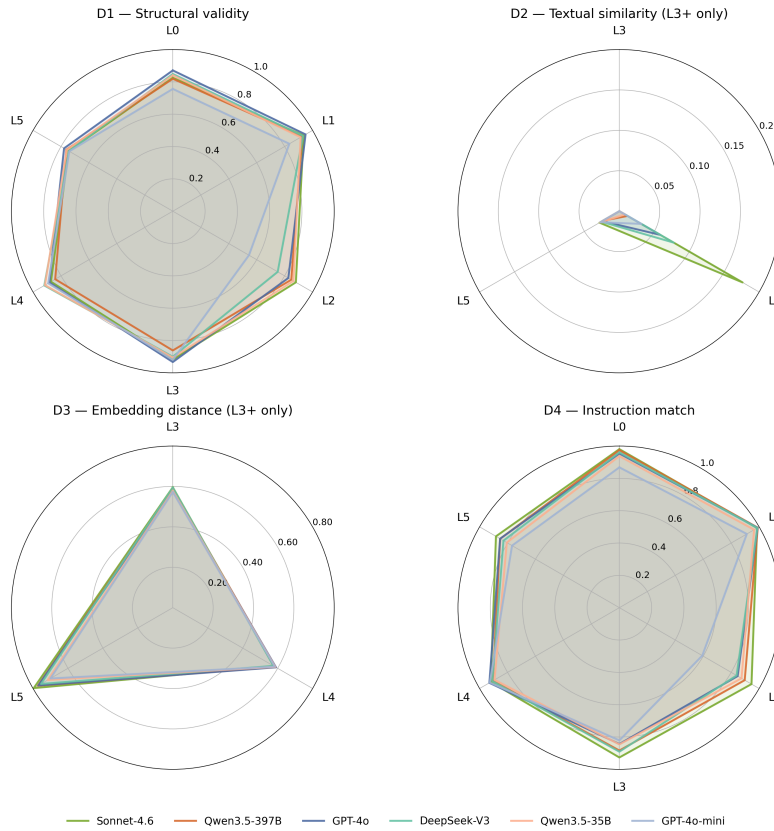 D1 — Structural validity
L0
1.0
0.8
0.6
0.4
0.2
L1
L2
L3
L4
L5
D2 — Textual similarity (L3+ only)
L3
0.2
0.15
0.10
0.05
L5
L
D3 — Embedding distance (L3+ only)
L3
0.80
0.60
0.40
0.20
L5
L4
D4 — Instruction match
L0
1.0
0.8
0.6
0.4
0.2
L
L5
L4
L
L3
Sonnet-4.6 Qwen3.5-397B GPT-4o DeepSeek-V3 Qwen3.5-35B GPT-4o-mini